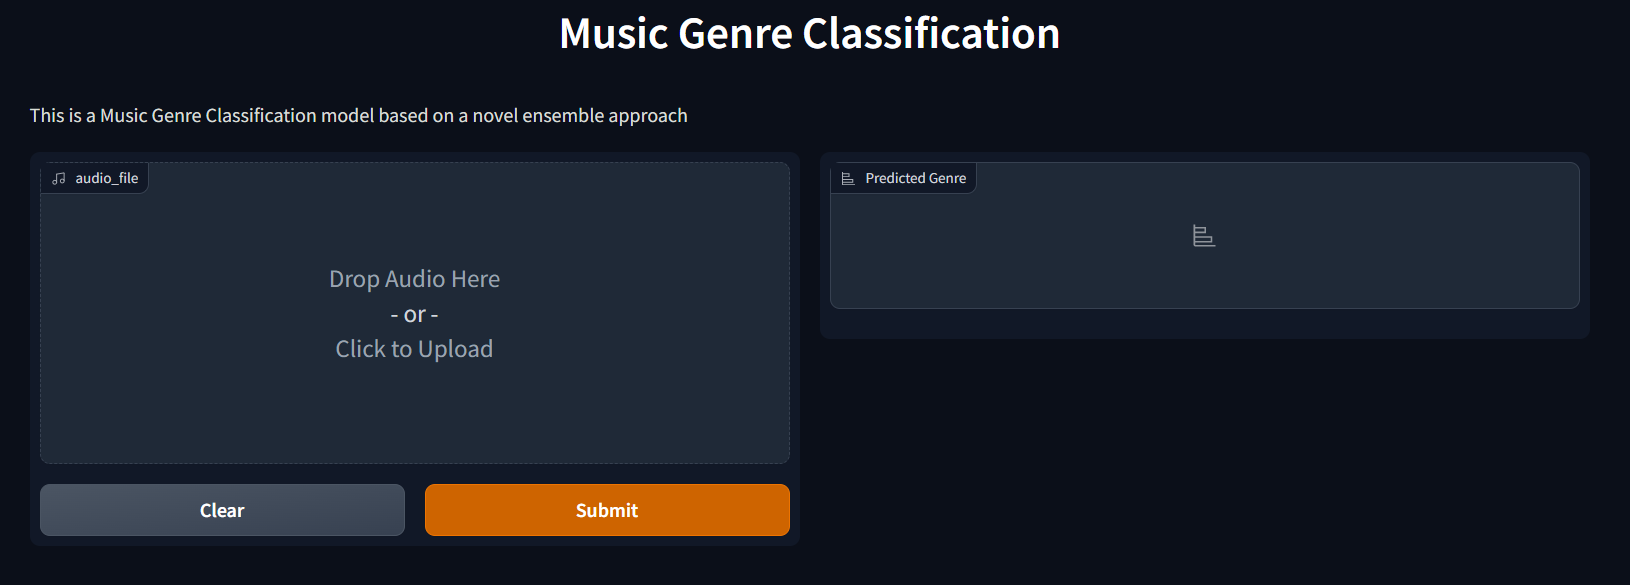 Music Genre Classification
This is a Music Genre Classification model based on a novel ensemble approach
audio_file
Drop Audio Here
- or -
Click to Upload
Clear
Submit
Predicted Genre